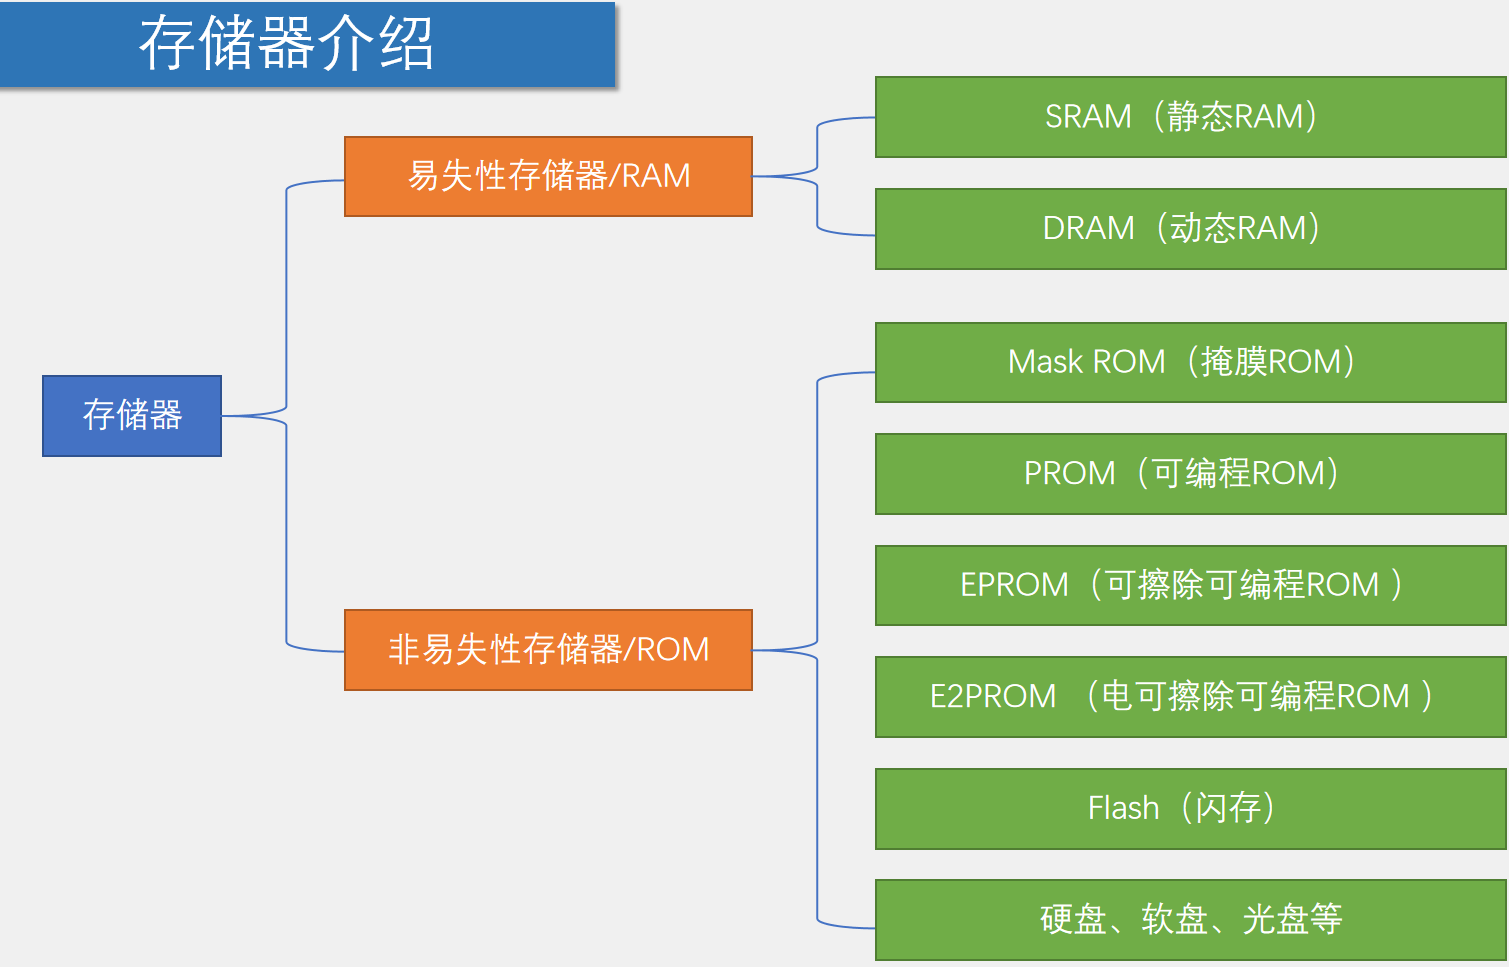 存储器介绍
存储器
易失性存储器/RAM
SRAM（静态RAM）
DRAM（动态RAM）
非易失性存储器/ROM
Mask ROM（掩膜ROM）
PROM（可编程ROM）
EPROM（可擦除可编程ROM ）
E2PROM （电可擦除可编程ROM ）
Flash（闪存）
硬盘、软盘、光盘等